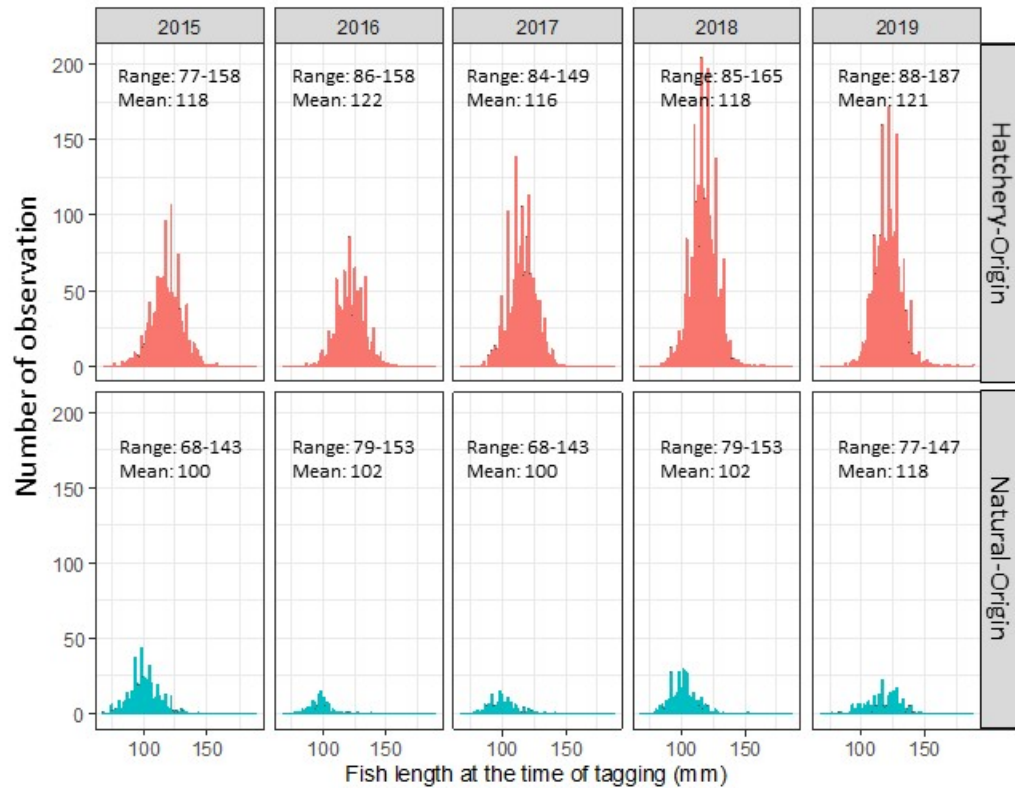 2015 2016 2017 2018 2019
Range: 77-158 Range: 86-158 Range: 84-149 Range: 85-165 Range: 88-187
Mean: 118 Mean: 122 Mean: 116 Mean: 118 Mean: 121
200
150
100
50
0
Hatchery-Origin
Number of observation
Range: 68-143 Range: 79-153 Range: 68-143 Range: 79-153 Range: 77-147
Mean: 100 Mean: 102 Mean: 100 Mean: 102 Mean: 118
200
150
100
50
0
Natural-Origin
100 150 100 150 100 150 100 150 100 150
Fish length at the time of tagging (mm)